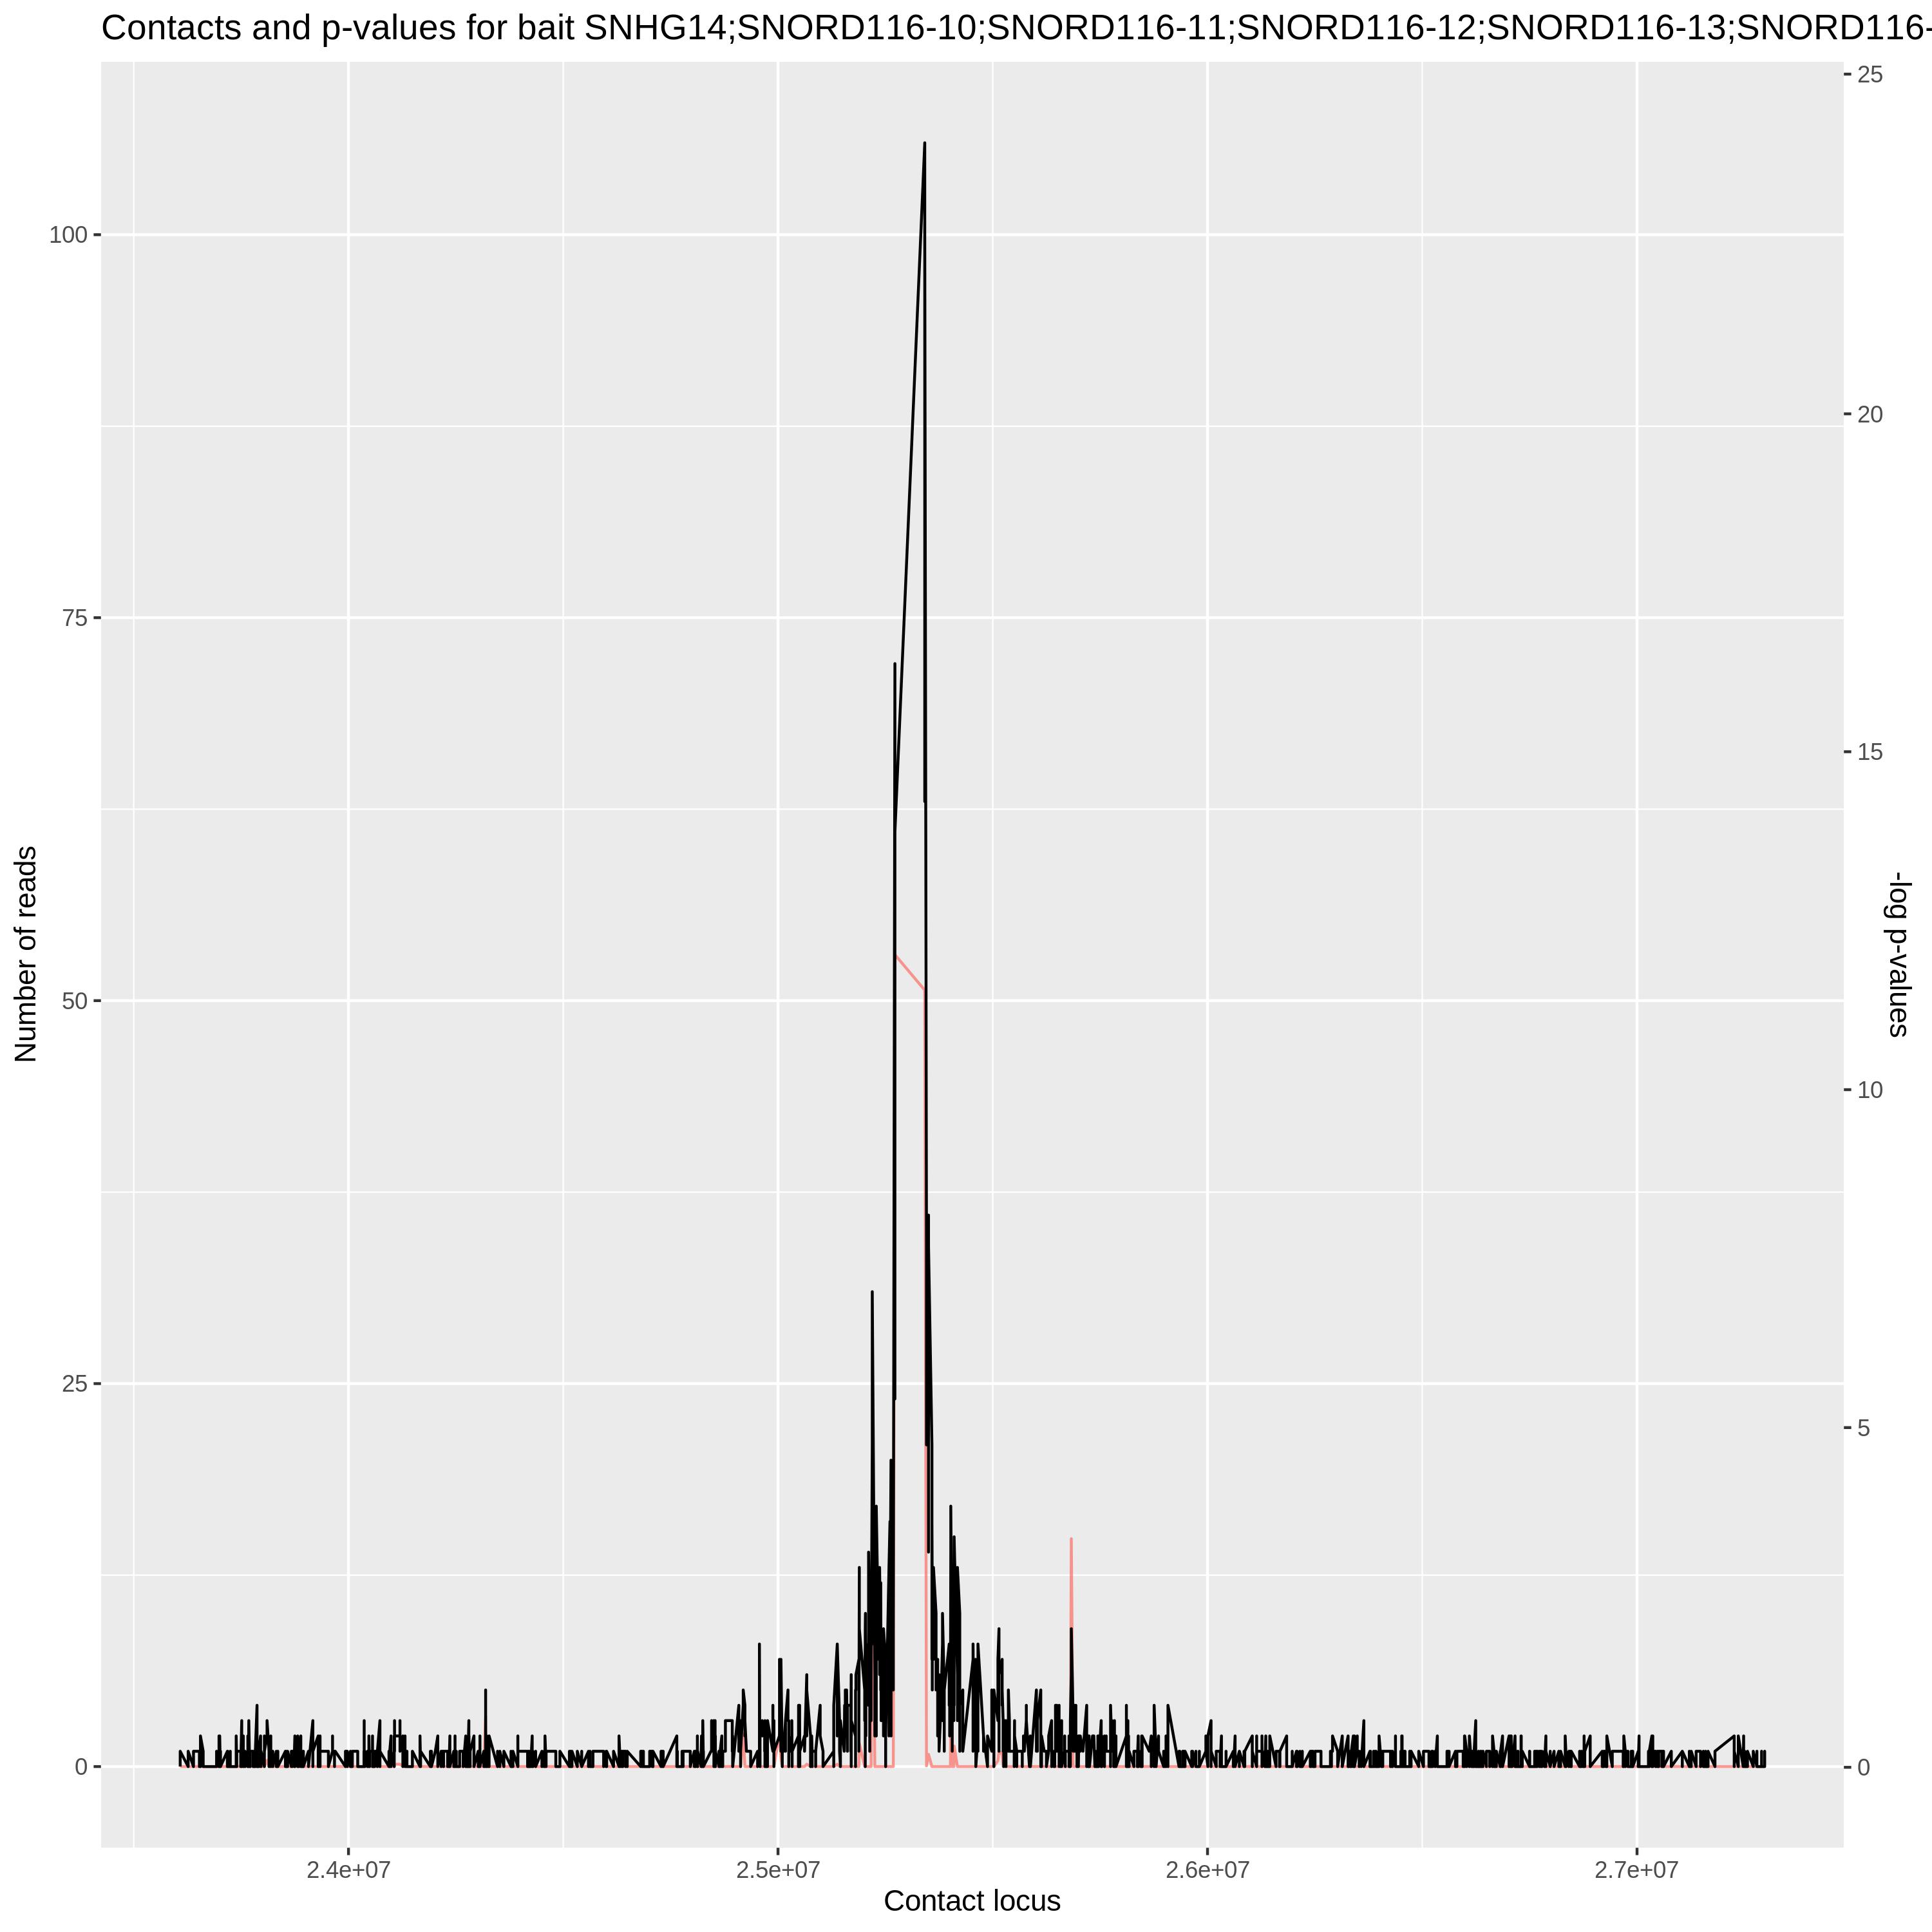 Contacts and p-values for bait SNHG14;SNORD116-10;SNORD116-11;SNORD116-12;SNORD116-13;SNORD116-
25
100
20
75
15
Number of reads
-log p-values
50
10
25
5
0
0
2.4e+07
2.5e+07
2.6e+07
2.7e+07
Contact locus